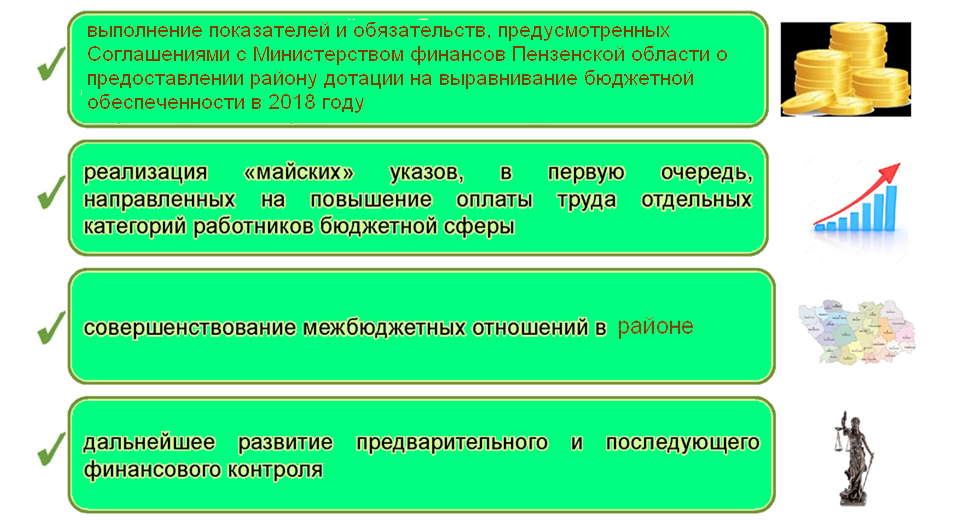 выполнение показателей и обязательств, предусмотренных
Соглашениями с Министерством финансов Пензенской области о
предоставлении району дотации на выравнивание бюджетной
обеспеченности в 2018 году
реализация «майских» указов, в первую очередь,
направленных на повышение оплаты труда отдельных
категорий работников бюджетной сферы
совершенствование межбюджетных отношений в районе
дальнейшее развитие предварительного и последующего
финансового контроля